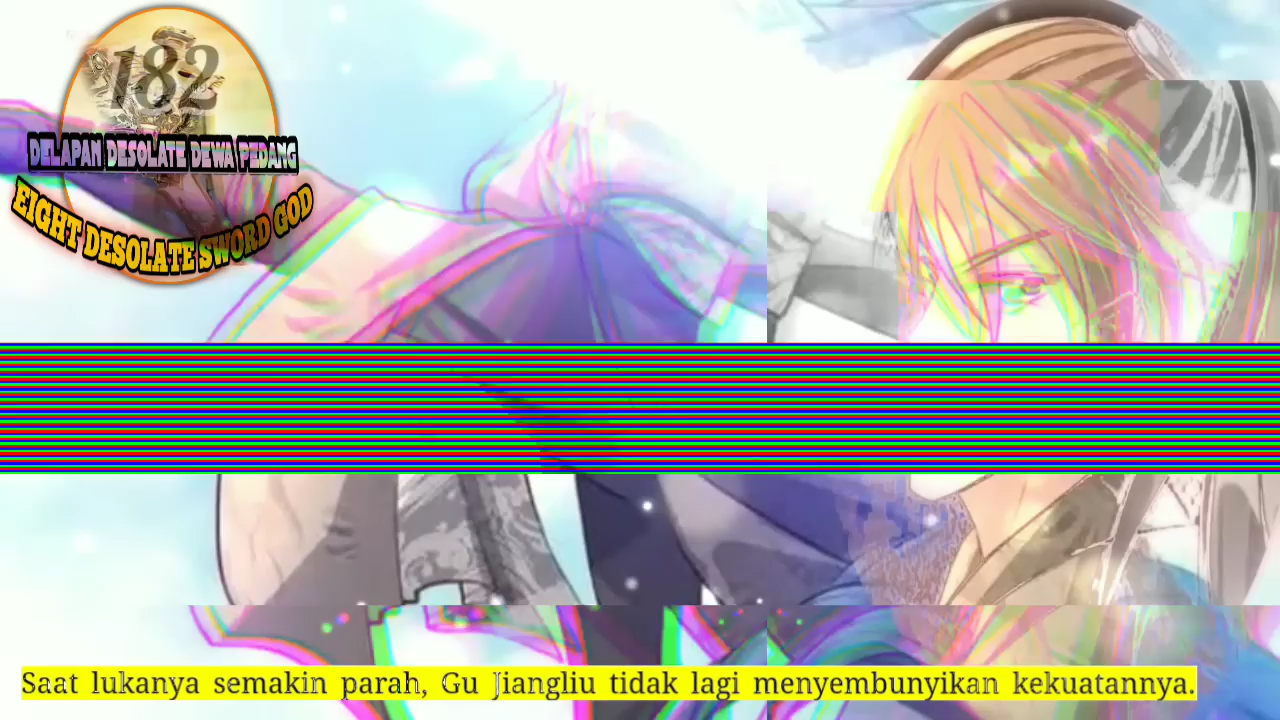 182
DELAPAN DESOLATE DEWA PEDANG
EIGHT DESOLATE SWORD GOD
Saat lukanya semakin parah, Gu Jiangliu tidak lagi menyembunyikan kekuatannya.